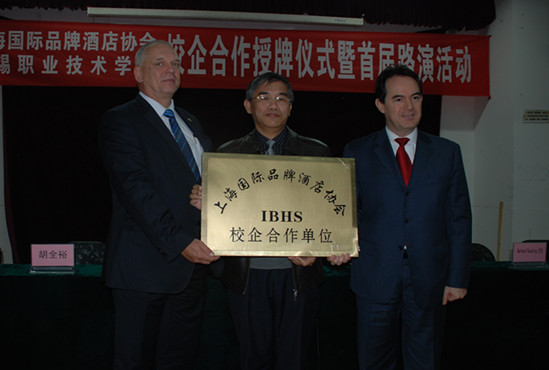 海国际品牌酒店协会
锡职业技术学
校企合作授牌仪式暨首届路演活动
上海国际品牌酒店协会
IBHS
校企合作单位
胡全裕